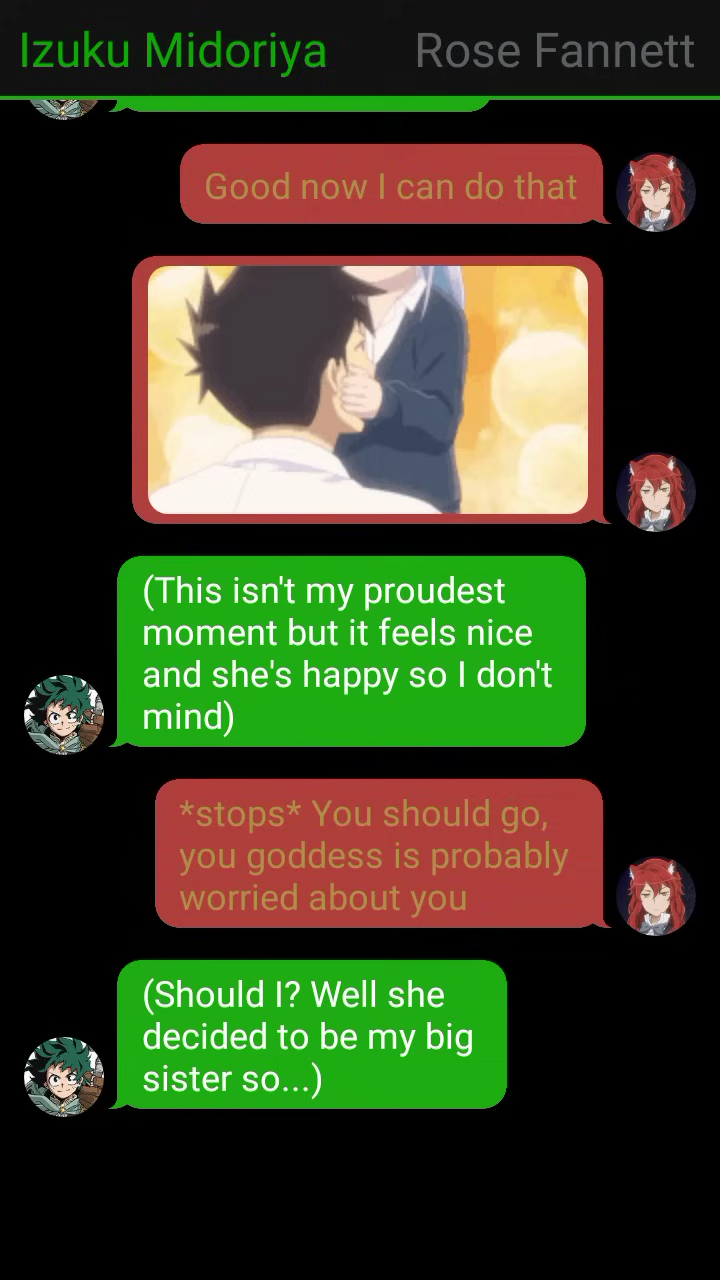 Izuku Midoriya
Rose Fannett
Good now I can do that
(This isn't my proudest
moment but it feels nice
and she's happy so I don't
mind)
*stops* You should go,
you goddess is probably
worried about you
(Should I? Well she
decided to be my big
sister so...)